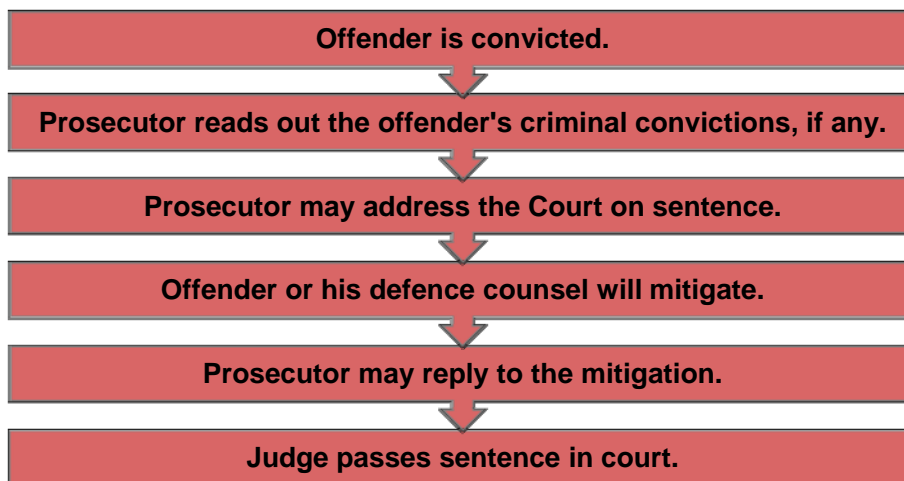 Offender is convicted.
Prosecutor reads out the offender's criminal convictions, if any.
Prosecutor may address the Court on sentence.
Offender or his defence counsel will mitigate.
Prosecutor may reply to the mitigation.
Judge passes sentence in court.